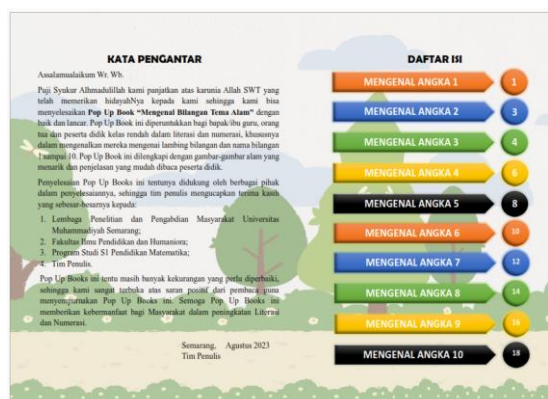 KATA PENGANTAR
Assalamualaikum Wr. Wb.
Puji Syukur Alhmadulillah kami panjatkan atas karunia Allah SWT yang
telah memerikan hidayahNya kepada kami sehingga kami bisa
menyelesaikan Pop Up Book “Mengenal Bilangan Tema Alam” dengan
baik dan lancar. Pop Up Book ini diperuntukkan bagi bapak/ibu guru, orang
tua dan peserta didik kelas rendah dalam literasi dan numerasi, khususnya
dalam mengenalkan mereka mengenai lambing bilangan dan nama bilangan
1 sampai 10. Pop Up Book ini dilengkapi dengan gambar-gambar alam yang
menarik dan penjelasan yang mudah dibaca peserta didik.
Penyelesaian Pop Up Books ini tentunya didukung oleh berbagai pihak
dalam penyelesaiannya, sehingga tim penulis mengucapkan terima kasih
yang sebesar-besarnya kepada:
1. Lembaga Penelitian dan Pengabdian Masyarakat Universitas
Muhammadiyah Semarang;
2. Fakultas Ilmu Pendidikan dan Humaniora;
3. Program Studi S1 Pendidikan Matematika;
4. Tim Penulis.
Pop Up Books ini tentu masih banyak kekurangan yang perlu diperbaiki,
sehingga kami sangat terbuka atas saran posisif dari pembaca guna
menyempurnakan Pop Up Books ini. Semoga Pop Up Books ini
memberikan kebermanfaat bagi Masyarakat dalam peningkatan Literasi
dan Numerasi.
Semarang, Agustus 2023
Tim Penulis
DAFTAR ISI
MENGENAL ANGKA 1 1
MENGENAL ANGKA 2 3
MENGENAL ANGKA 3 4
MENGENAL ANGKA 4 6
MENGENAL ANGKA 5 8
MENGENAL ANGKA 6 10
MENGENAL ANGKA 7 12
MENGENAL ANGKA 8 14
MENGENAL ANGKA 9 16
MENGENAL ANGKA 10 18